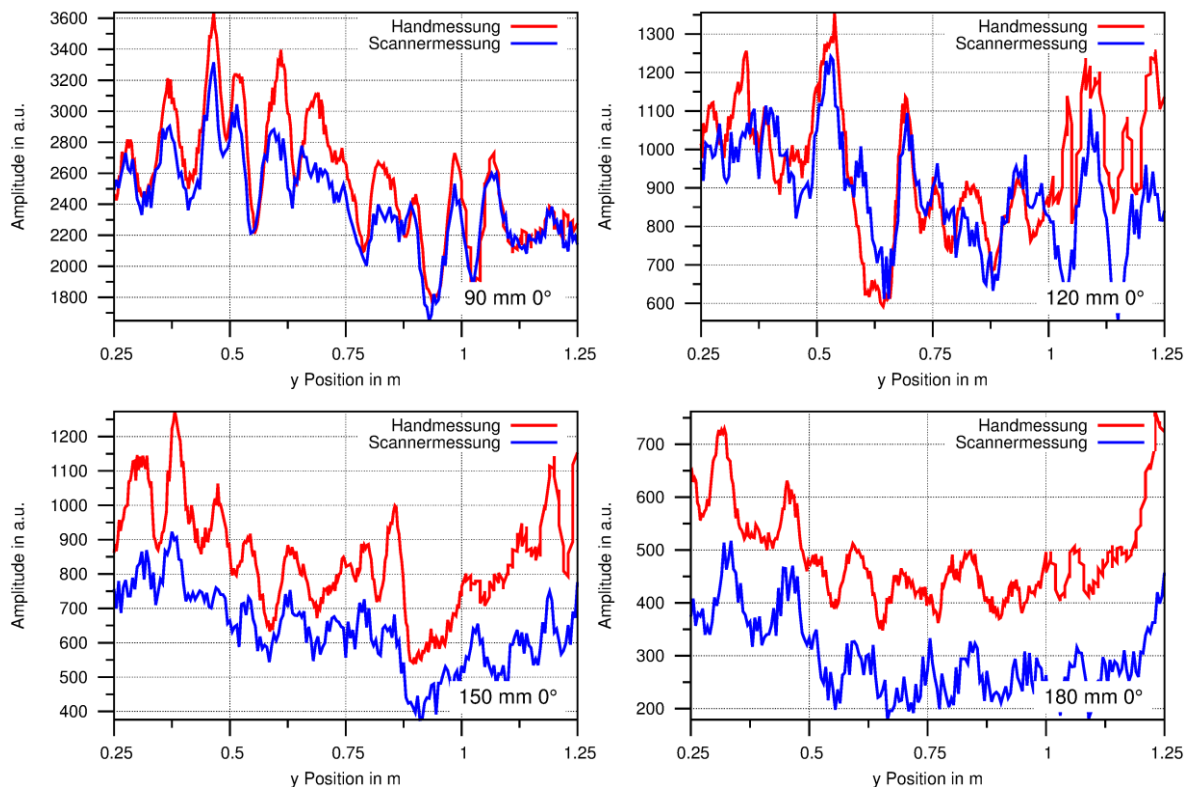 3600
3400
3200
3000
2800
2600
2400
2200
2000
1800
Amplitude in a.u.
Handmessung
Scannermessung
90 mm 0°
0.25 0.5 0.75 1 1.25
y Position in m
1300
1200
1100
1000
900
800
700
600
Amplitude in a.u.
Handmessung
Scannermessung
120 mm 0°
0.25 0.5 0.75 1 1.25
y Position in m
1200
1100
1000
900
800
700
600
500
400
Amplitude in a.u.
Handmessung
Scannermessung
150 mm 0°
0.25 0.5 0.75 1 1.25
y Position in m
700
600
500
400
300
200
Amplitude in a.u.
Handmessung
Scannermessung
180 mm 0°
0.25 0.5 0.75 1 1.25
y Position in m